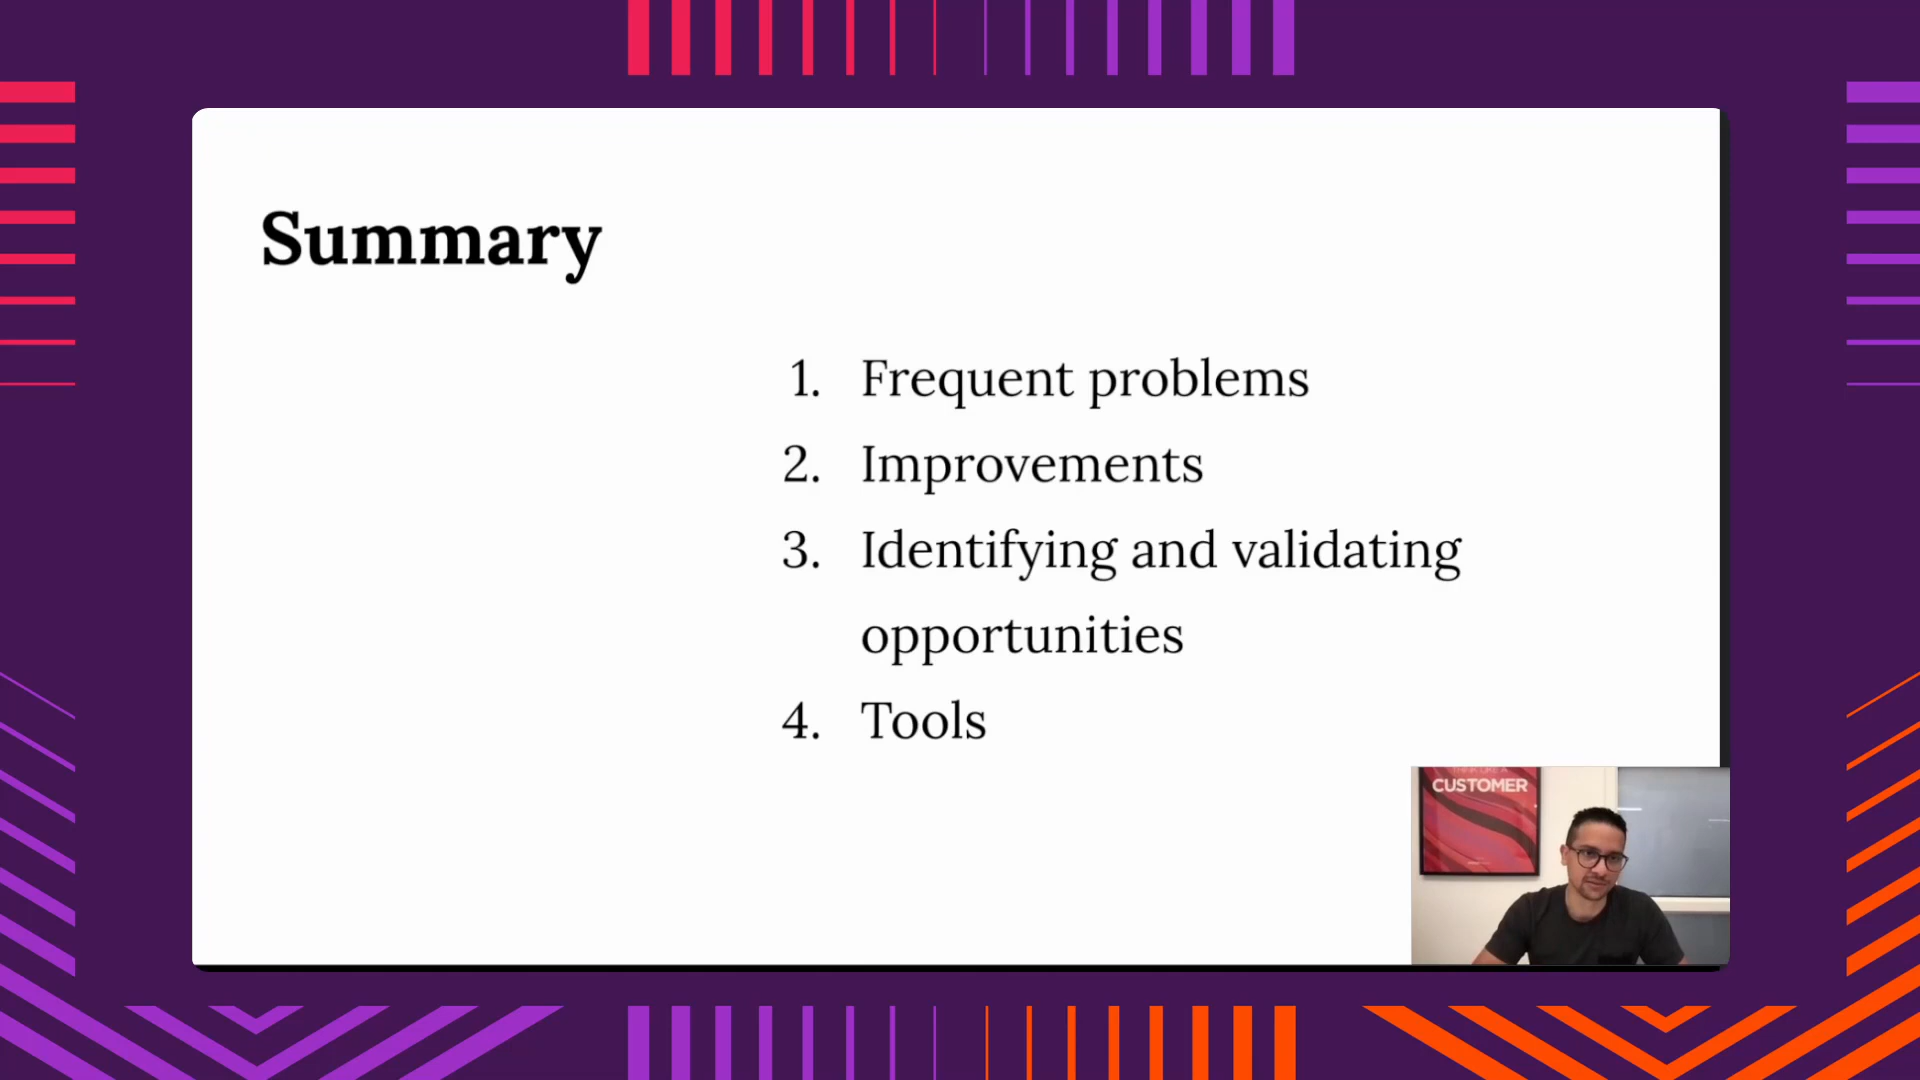 Summary
1. Frequent problems
2. Improvements
3. Identifying and validating
opportunities
4. Tools
CUSTOMER